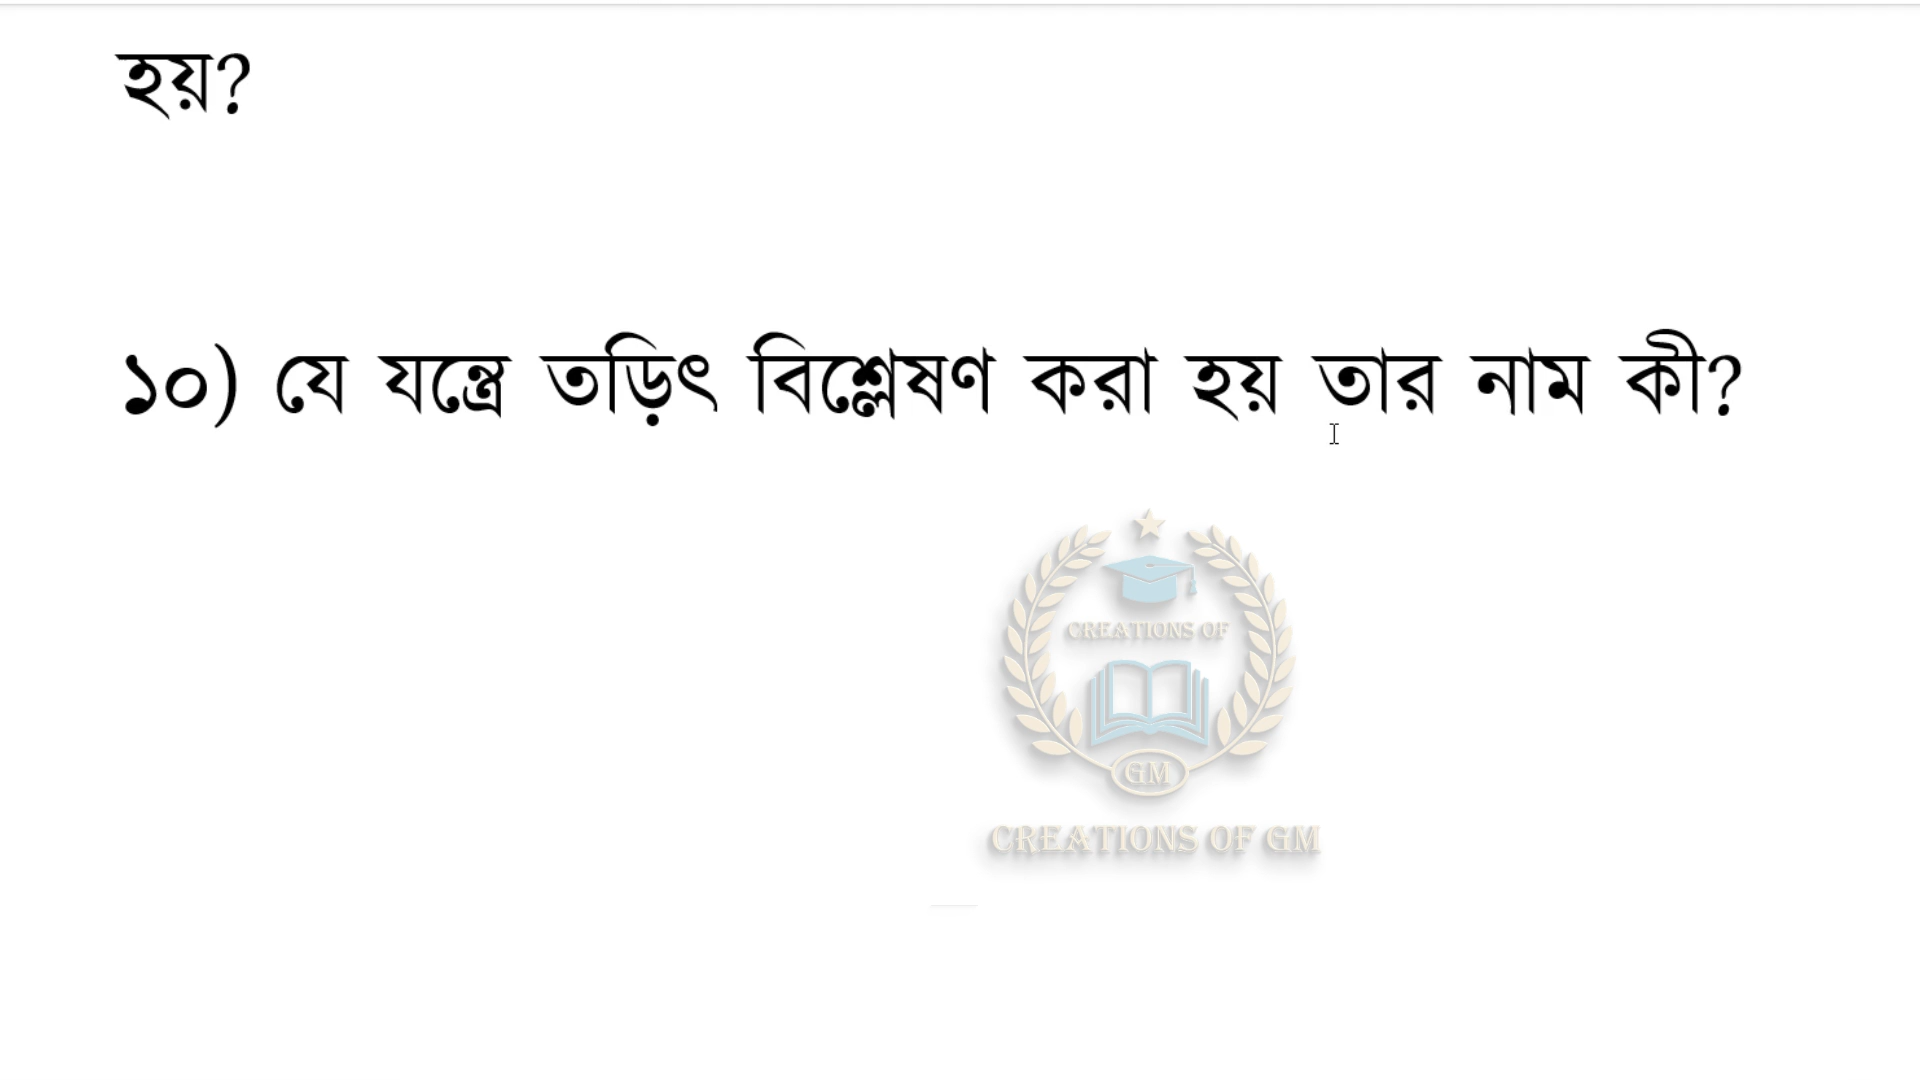 হয়?
১০) যে যন্ত্রে তড়িৎ বিশ্লেষণ করা হয় তার নাম কী?
CREATIONS OF
GM
CREATIONS OF GM